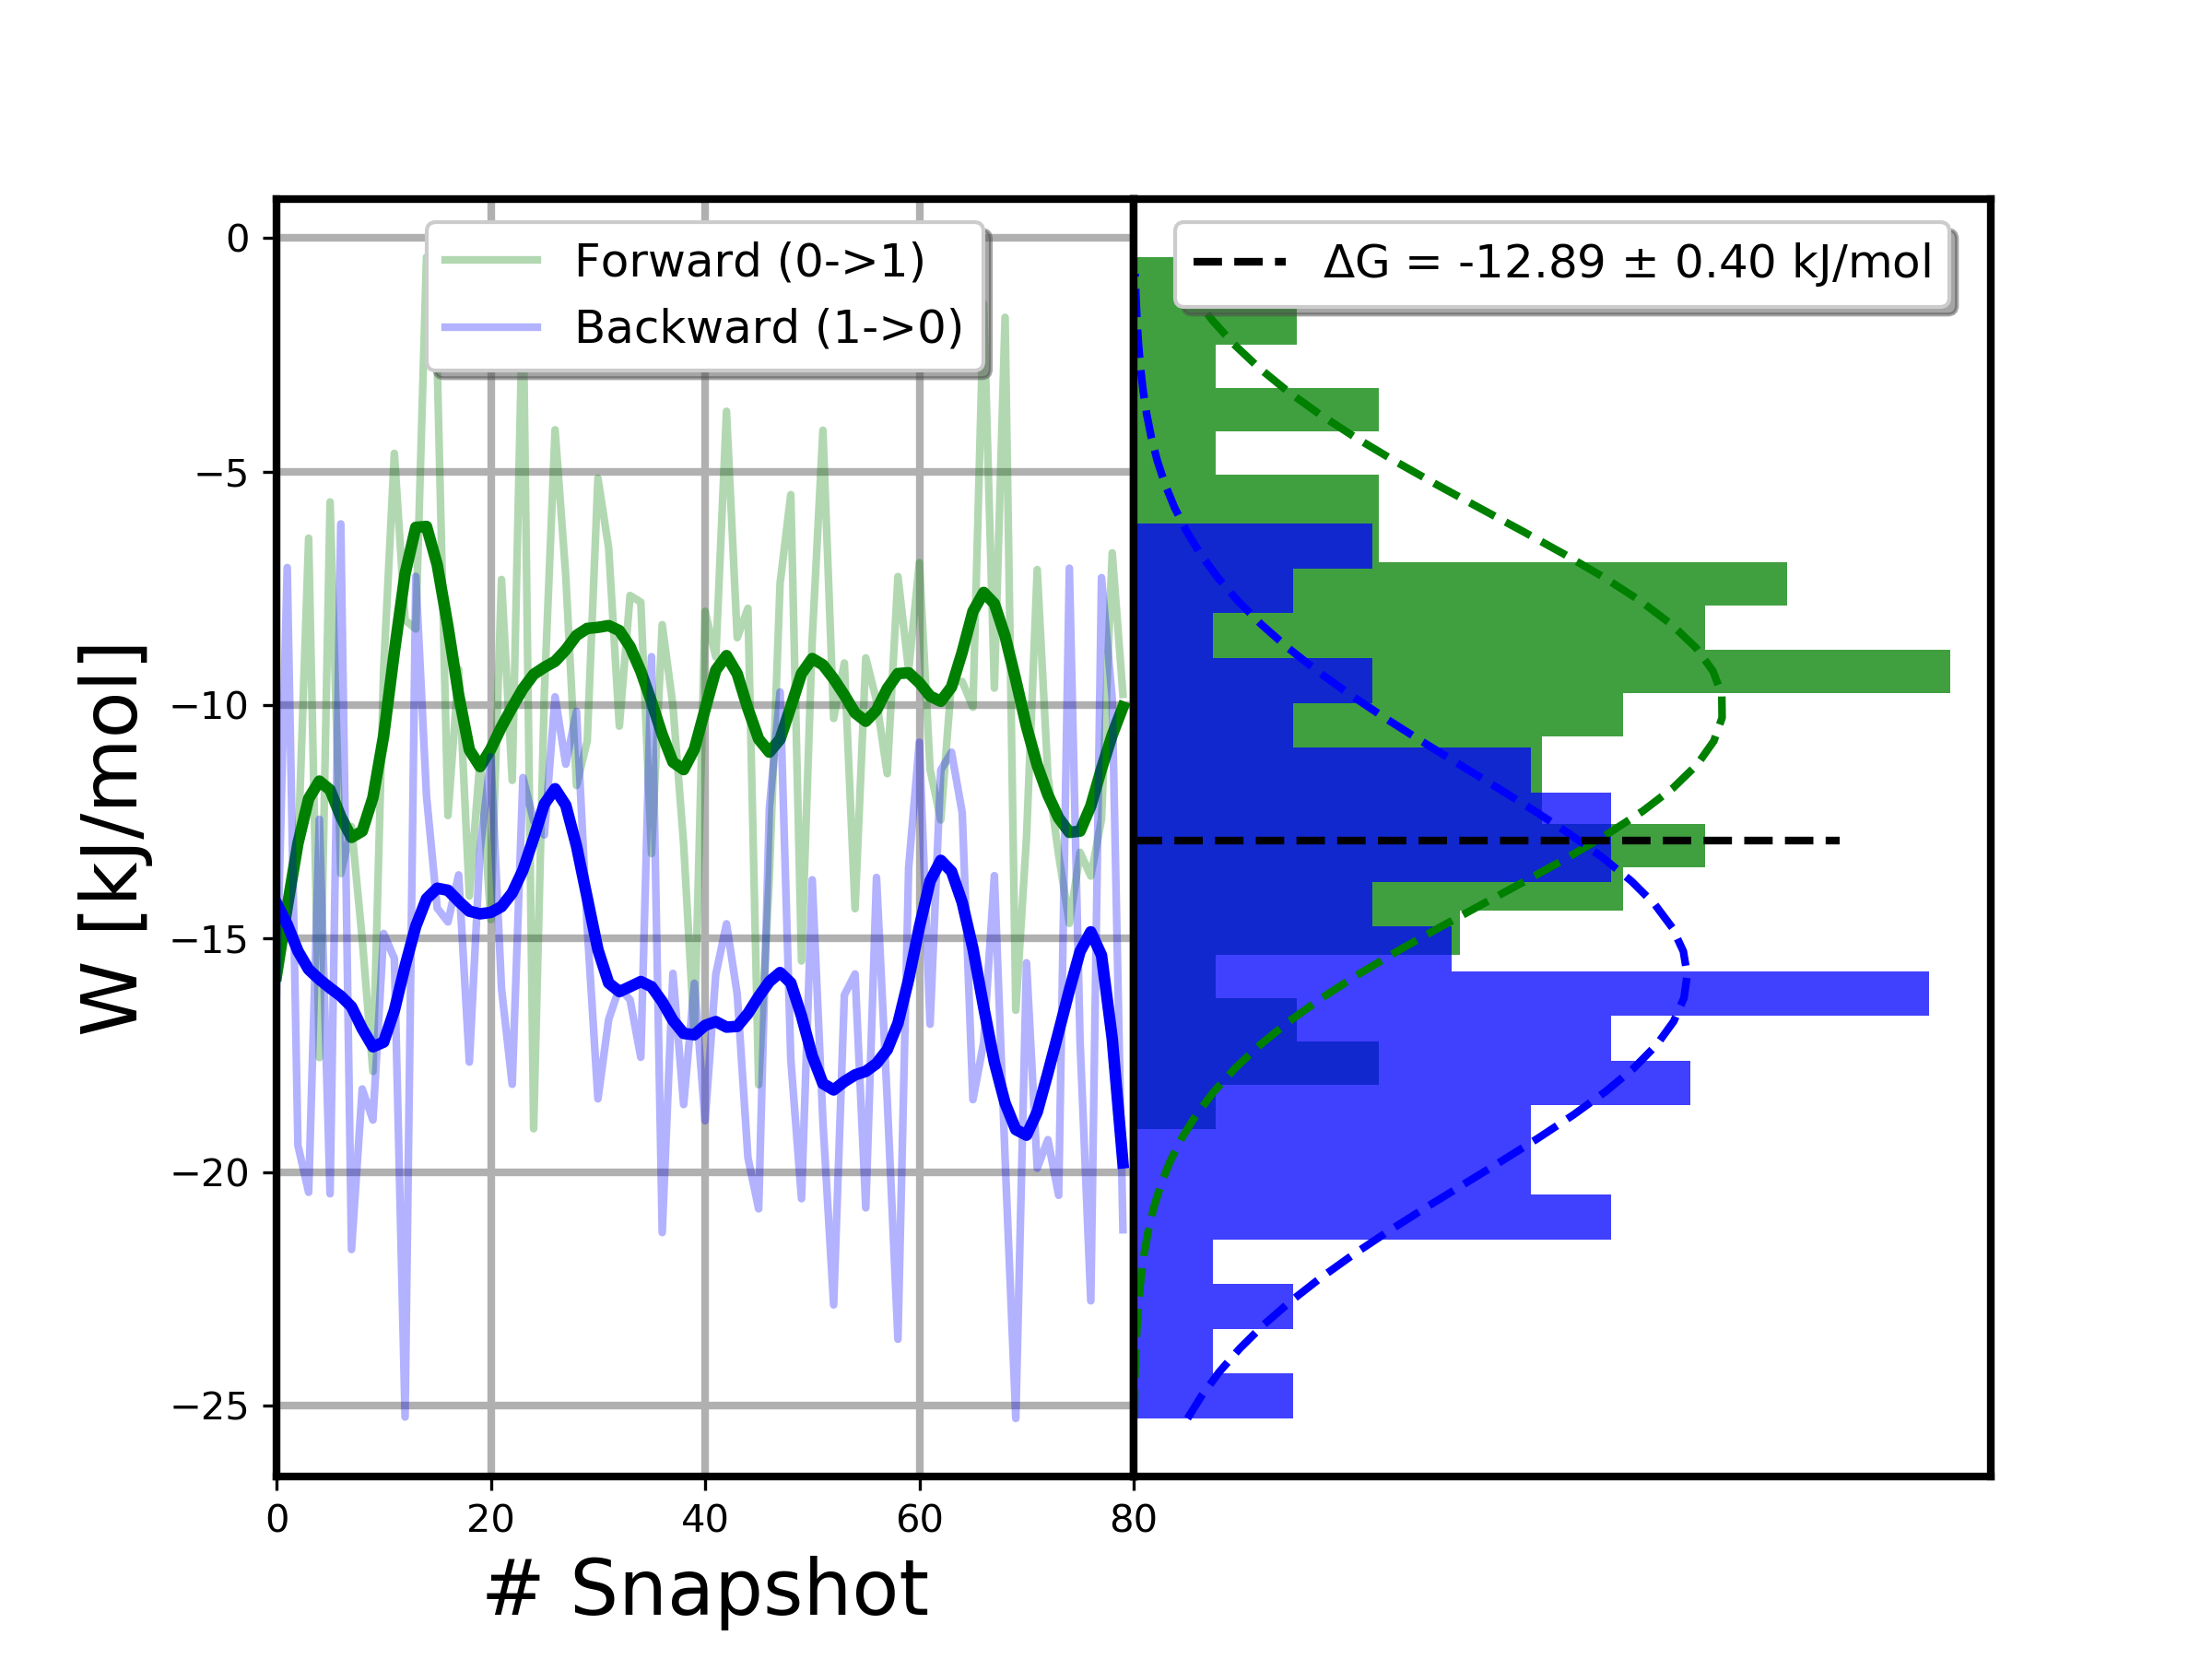 Forward (0->1)
Backward (1->0)
ΔG = -12.89 ± 0.40 kJ/mol
W [kJ/mol]
0
−5
−10
−15
−20
−25
0 20 40 60 80
# Snapshot